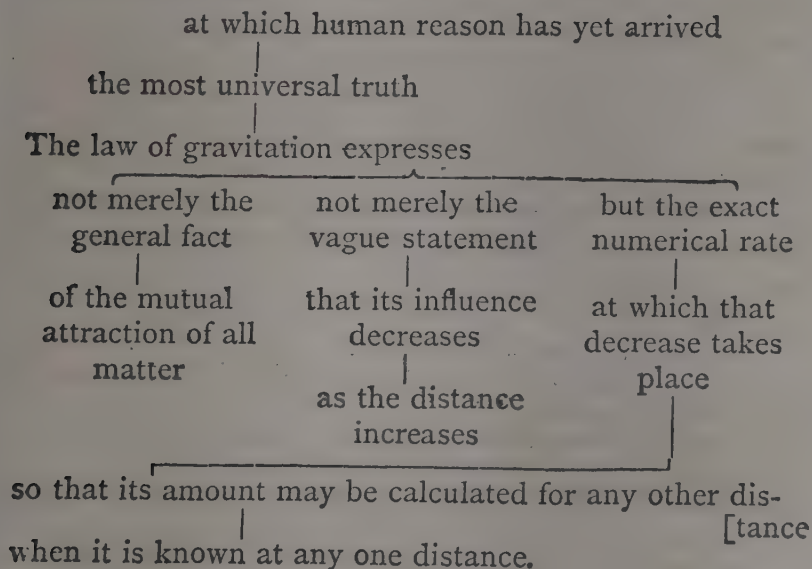 at which human reason has yet arrived
the most universal truth
The law of gravitation expresses
not merely the
general fact
of the mutual
attraction of all
matter
not merely the
vague statement
that its influence
decreases
as the distance
increases
but the exact
numerical rate
at which that
decrease takes
place
so that its amount may be calculated for any other dis-
[tance
when it is known at any one distance.